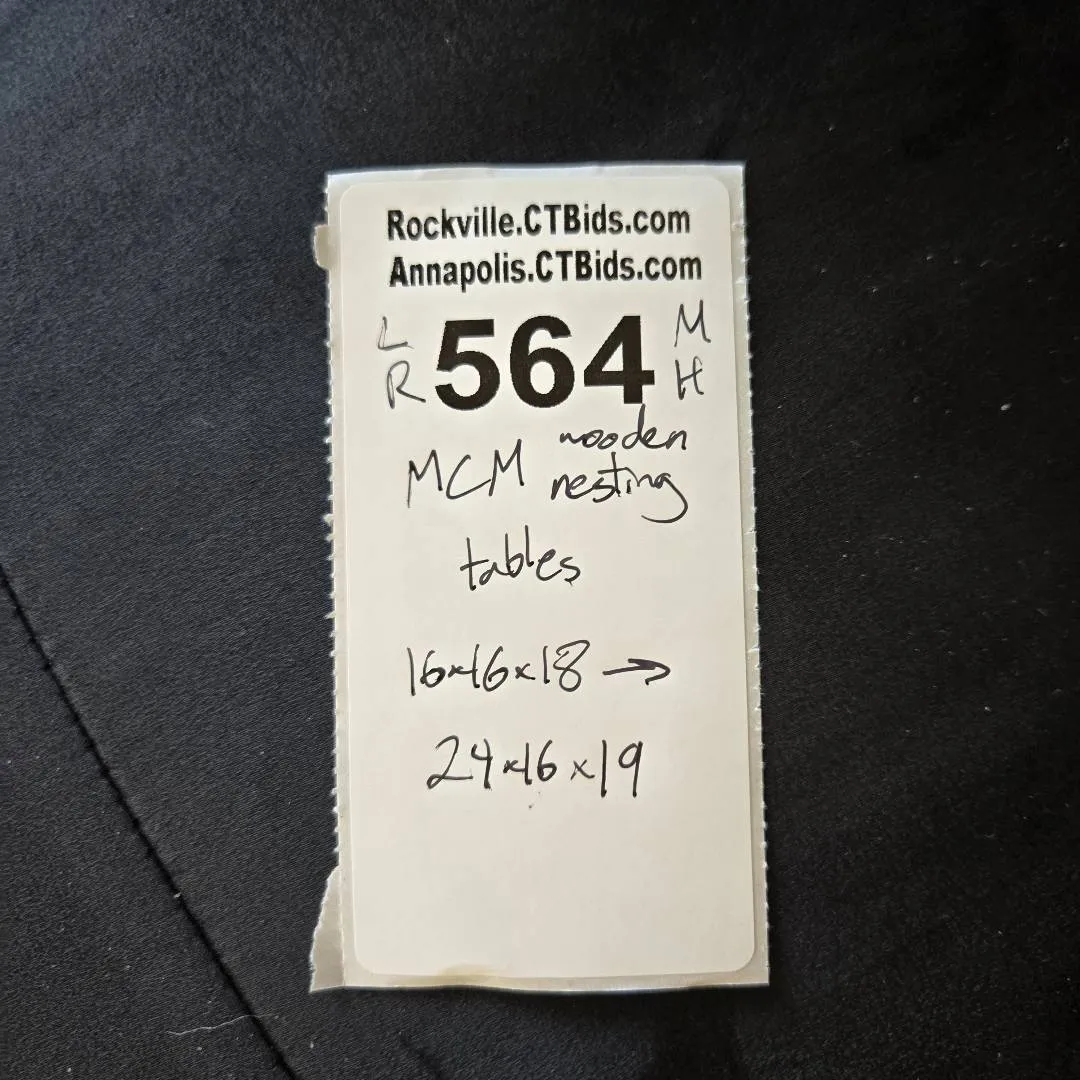 Rockville.CTBids.com
Annapolis.CTBids.com
L R 564 M H
MCM wooden nesting
tables
16x16x18 →
24x16x19